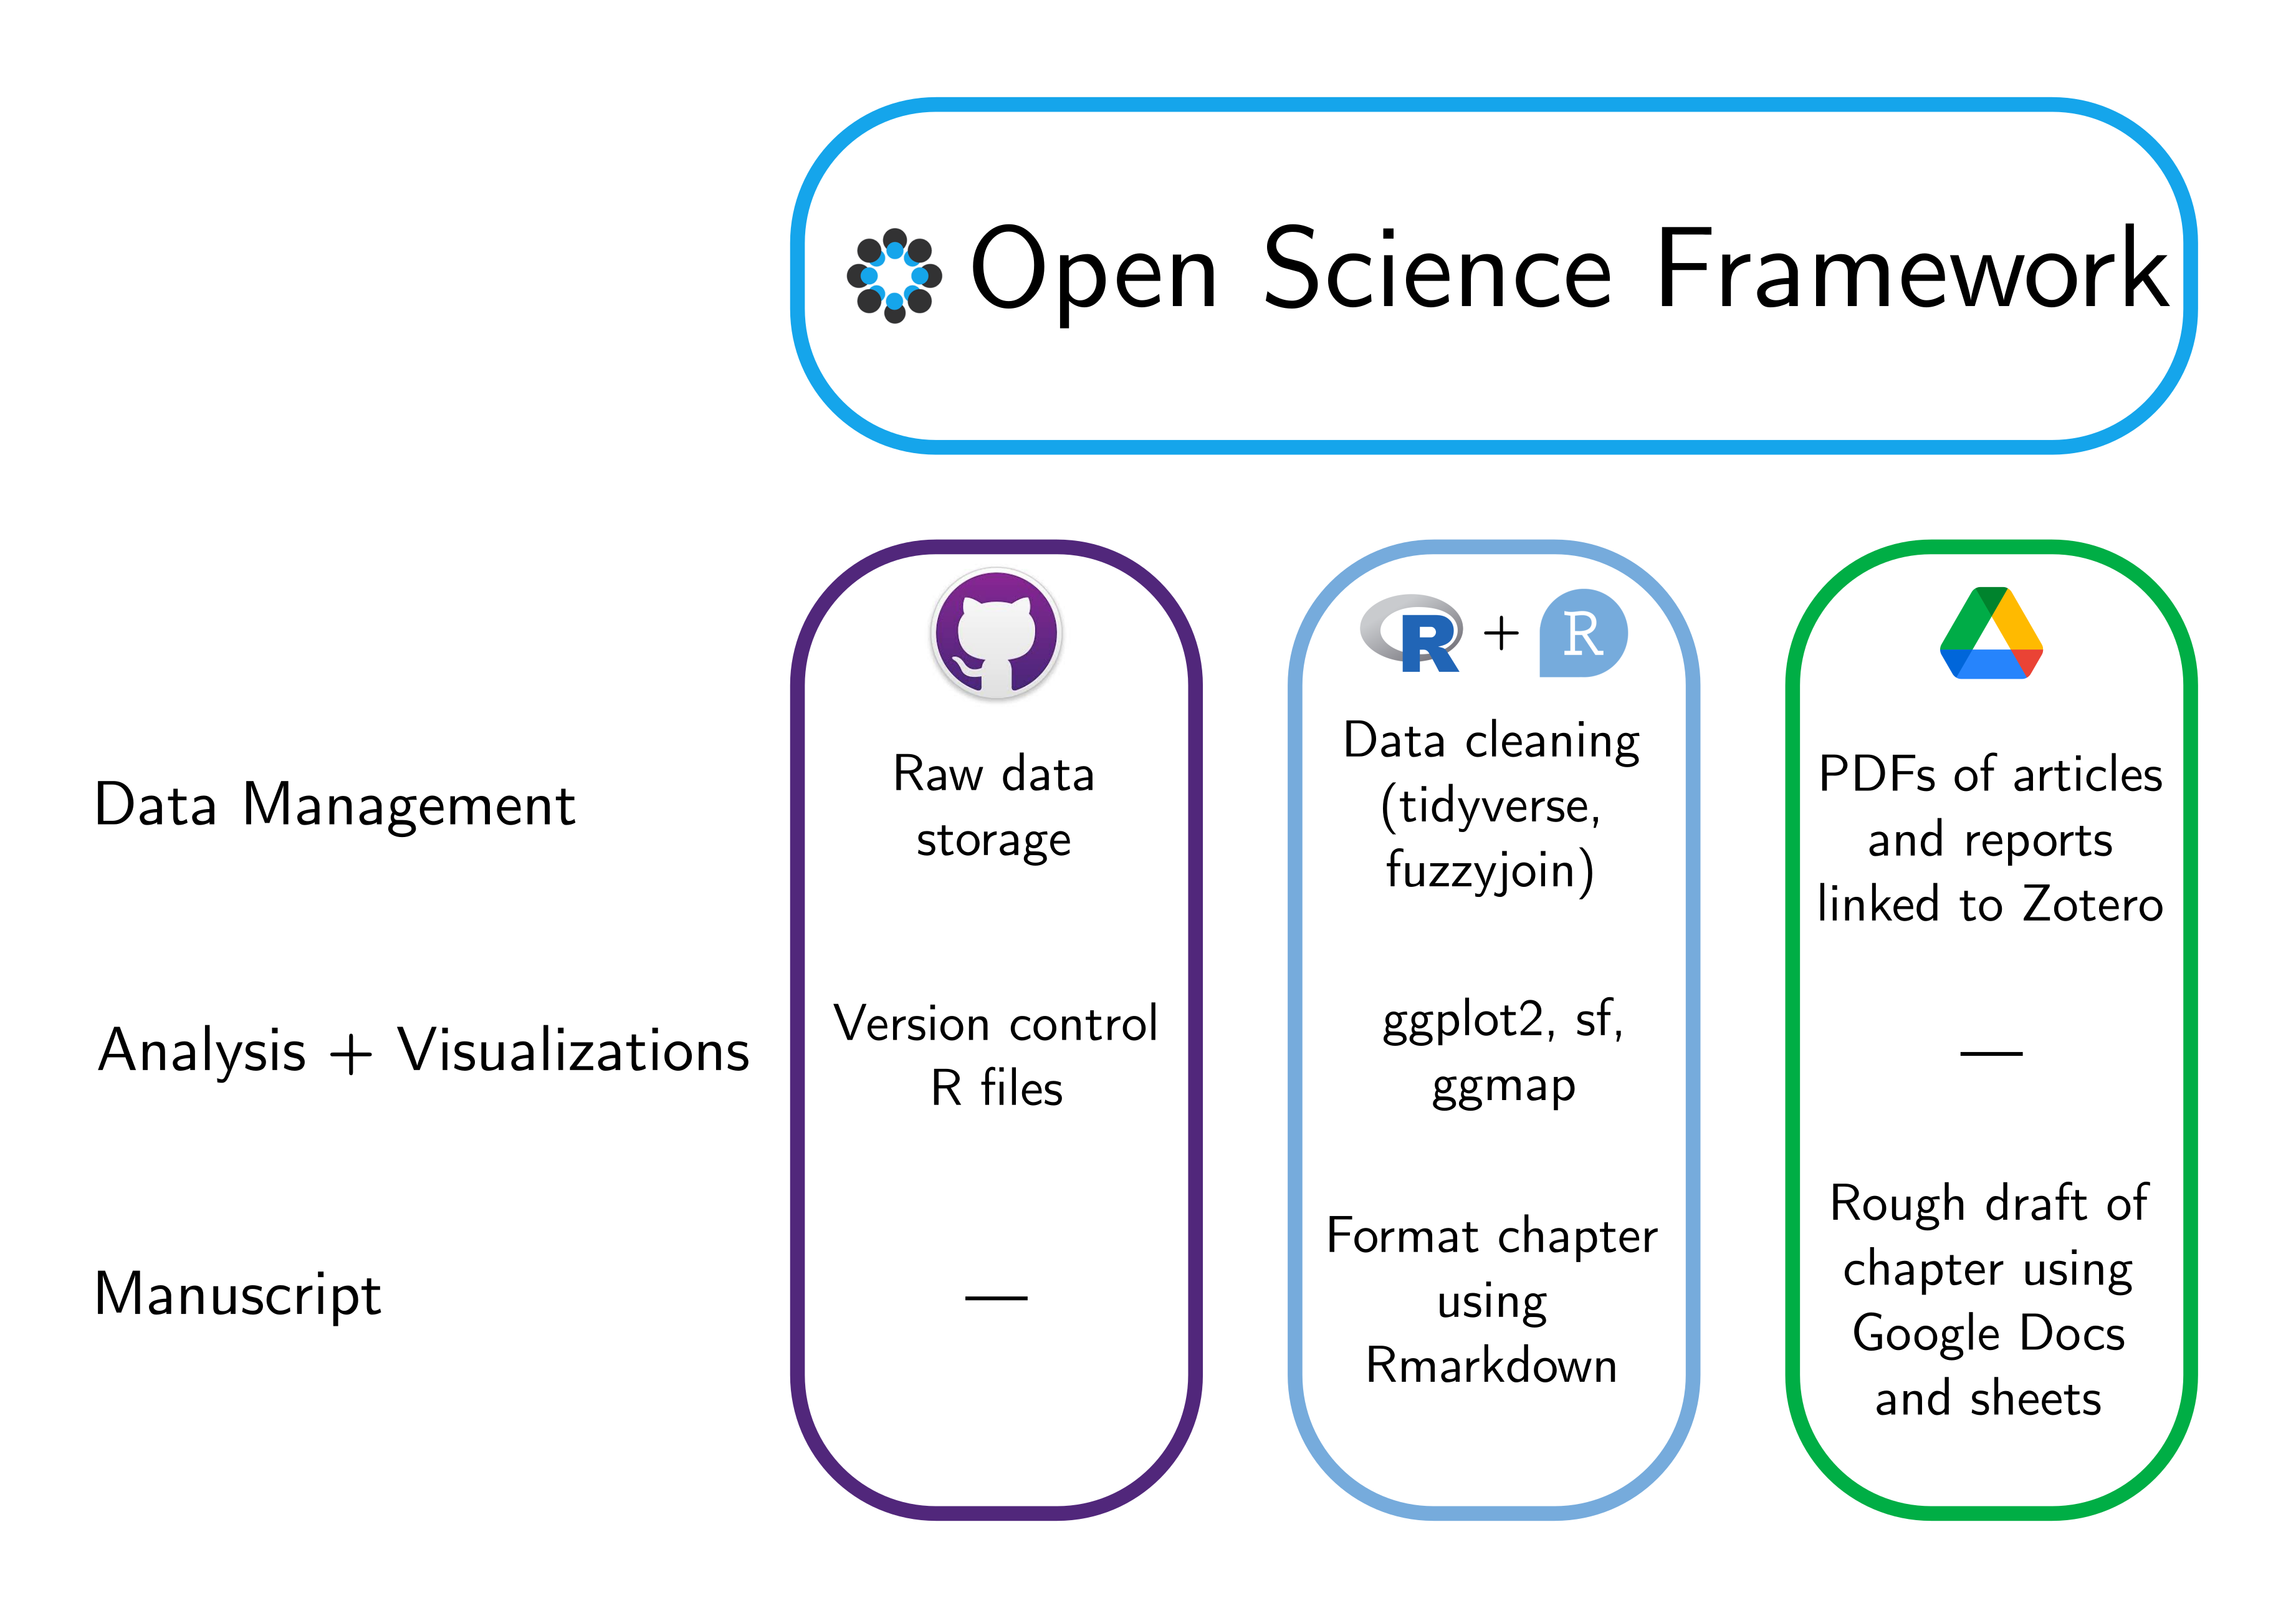 Open Science Framework
R + R
Data Management
Raw data
storage
Data cleaning
(tidyverse,
fuzzyjoin)
PDFs of articles
and reports
linked to Zotero
Analysis + Visualizations
Version control
R files
ggplot2, sf,
ggmap
—
Manuscript
—
Format chapter
using
Rmarkdown
Rough draft of
chapter using
Google Docs
and sheets